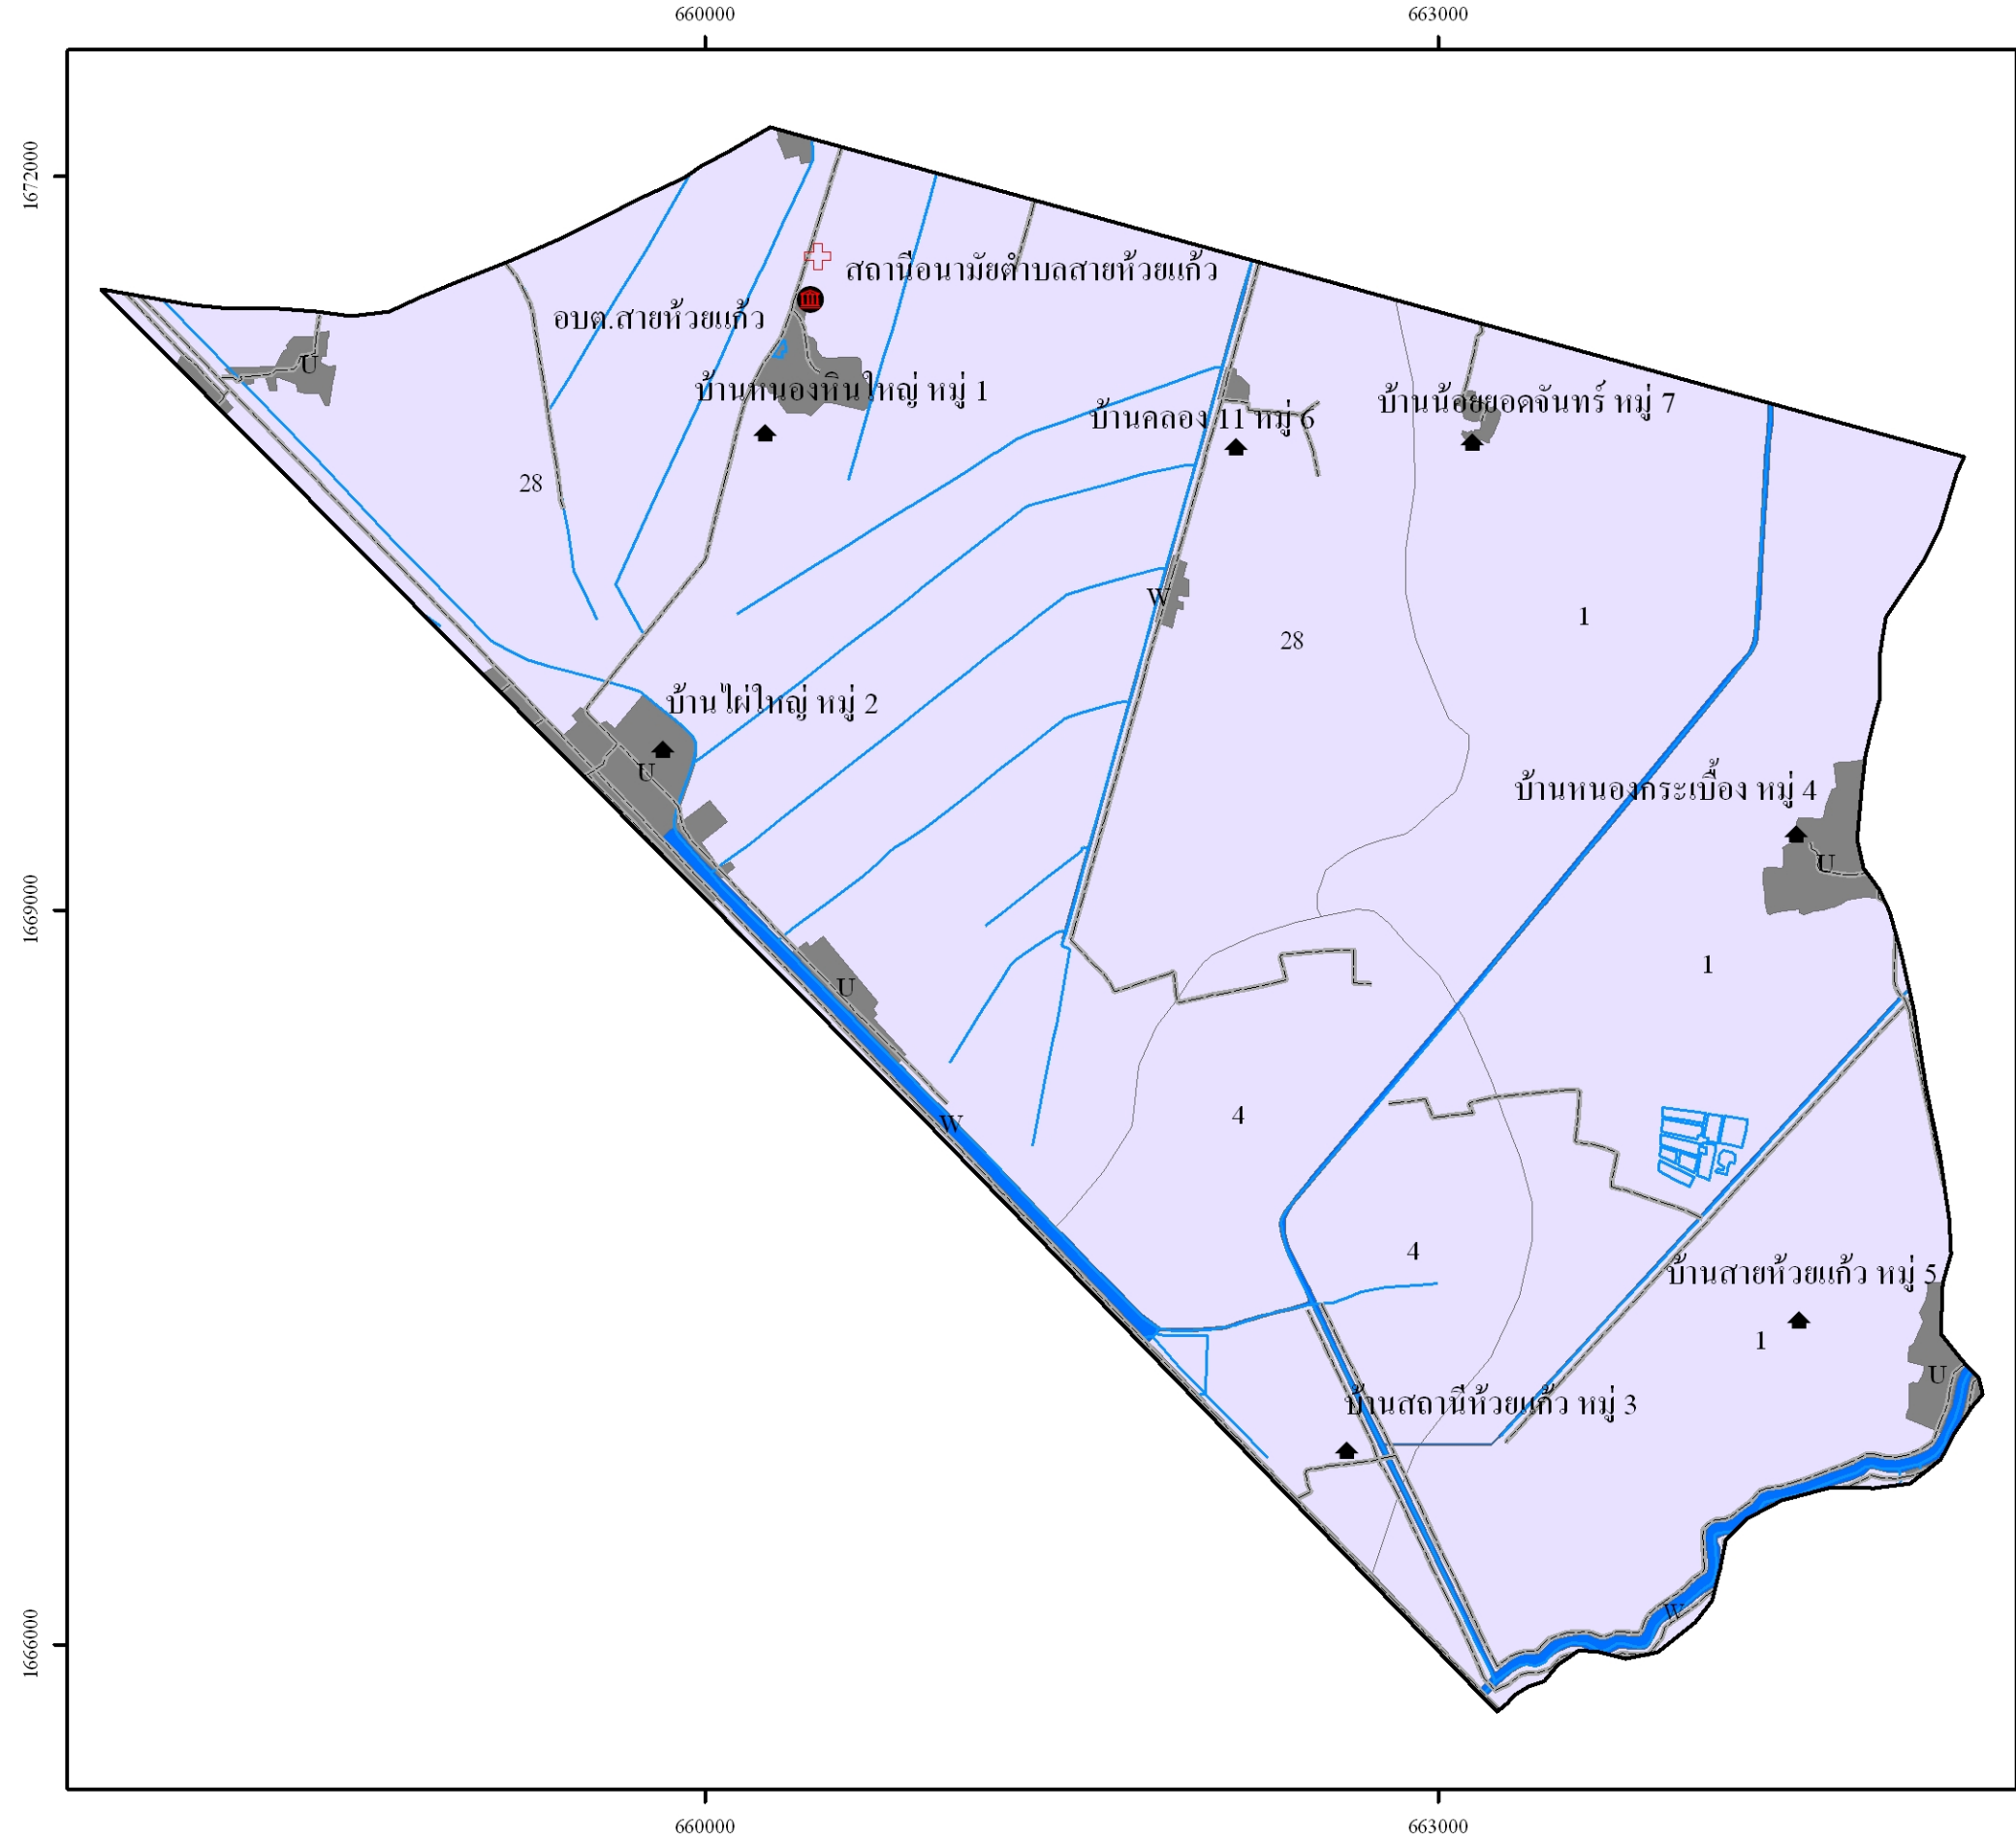 660000
663000
1672000
สถานีอนามัยตำบลสายห้วยแก้ว
อบต.สายห้วยแก้ว
U
บ้านหนองหินใหญ่ หมู่ 1
บ้านคลอง 11 หมู่ 6
บ้านน้อยยอดจันทร์ หมู่ 7
28
W
28
1
บ้านไผ่ใหญ่ หมู่ 2
U
บ้านหนองกระเบื้อง หมู่ 4
U
1669000
1
U
4
W
4
บ้านสายห้วยแก้ว หมู่ 5
1
U
บ้านสถานีห้วยแก้ว หมู่ 3
W
1666000
660000
663000